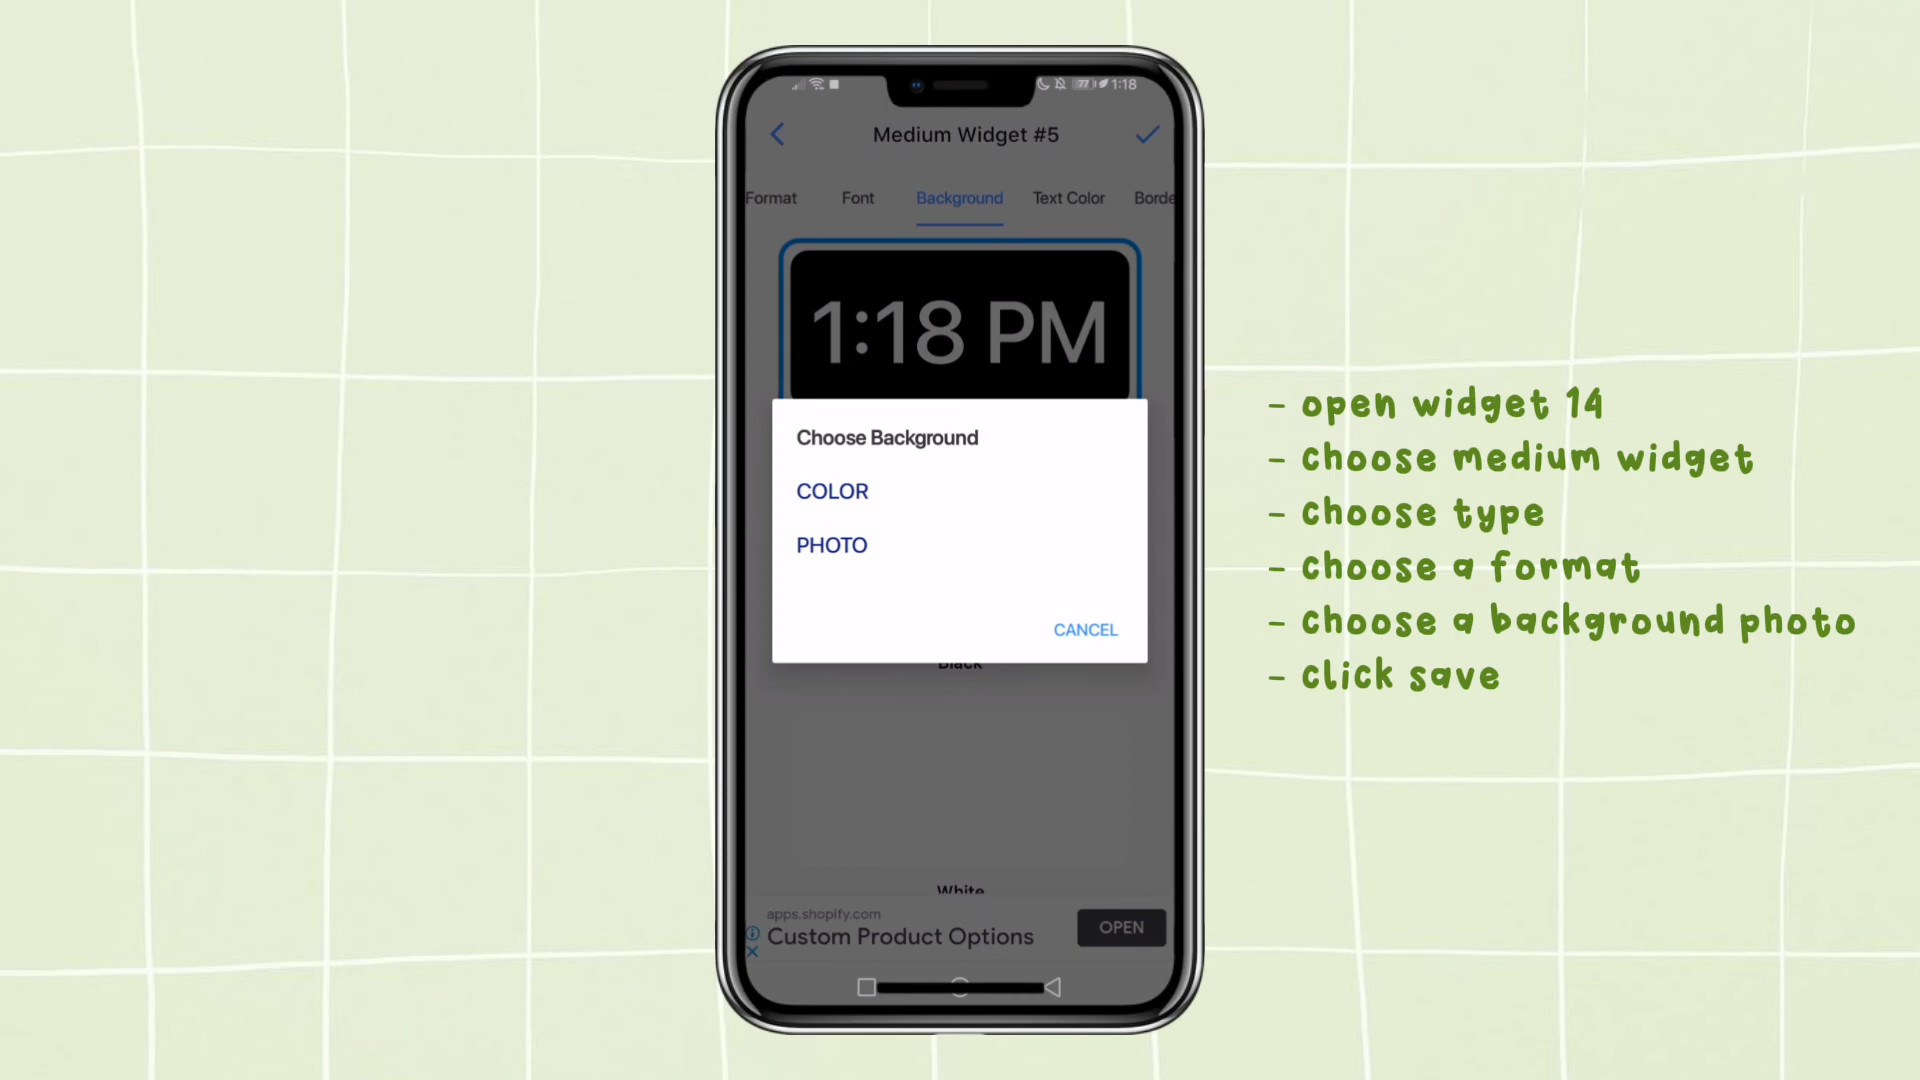 77 1:18
Medium Widget #5
Format Font Background Text Color Borde
1:18 PM
Choose Background
COLOR
PHOTO
CANCEL
Black
White
apps.shopify.com
Custom Product Options
OPEN
- open widget 14
- choose medium widget
- choose type
- choose a format
- choose a background photo
- click save